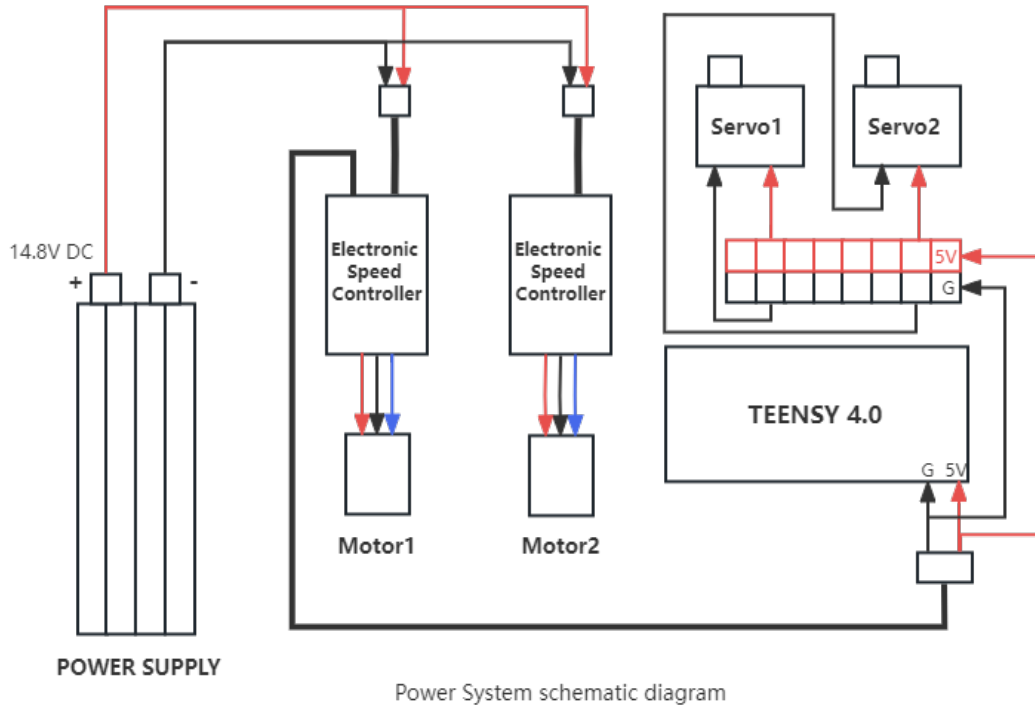 Servo1
Servo2
14.8V DC
+
-
Electronic
Speed
Controller
Electronic
Speed
Controller
5V
G
TEENSY 4.0
G 5V
Motor1
Motor2
POWER SUPPLY
Power System schematic diagram